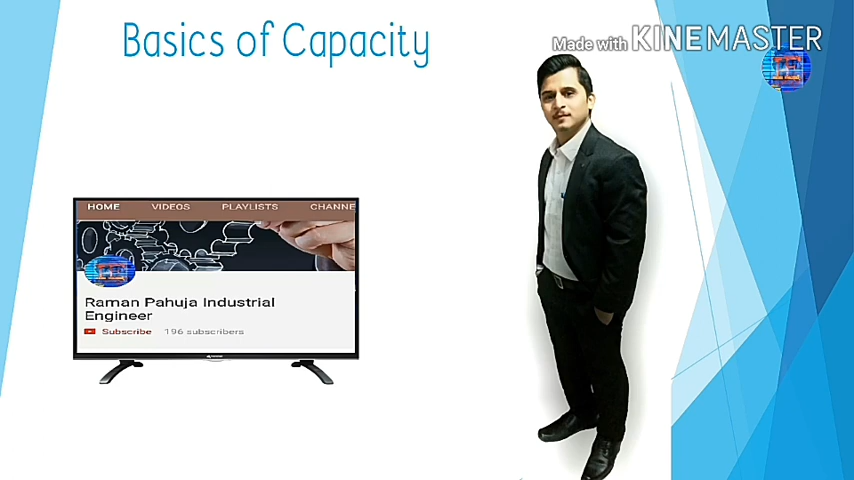 Basics of Capacity
Made with KINEMASTER
HOME VIDEOS PLAYLISTS CHANNE
Raman Pahuja Industrial
Engineer
Subscribe 196 subscribers